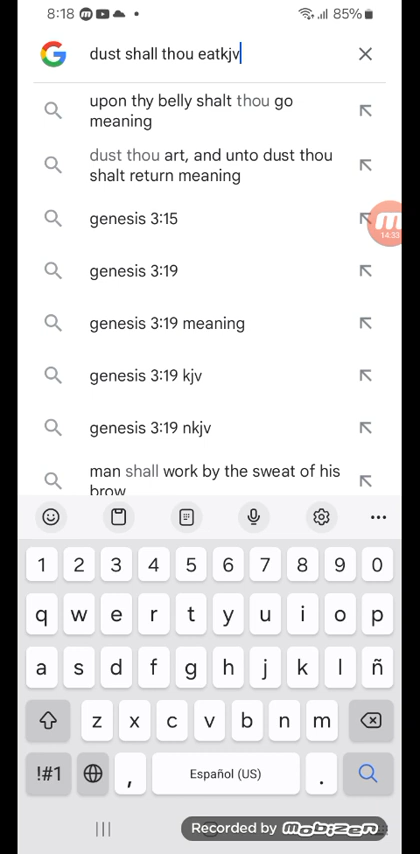 8:18 85%
dust shall thou eatkjv
upon thy belly shalt thou go
meaning
dust thou art, and unto dust thou
shalt return meaning
genesis 3:15
14:33
genesis 3:19
genesis 3:19 meaning
genesis 3:19 kjv
genesis 3:19 nkjv
man shall work by the sweat of his
brow
1 2 3 4 5 6 7 8 9 0
q w e r t y u i o p
a s d f g h j k l ñ
z x c v b n m
!#1 , Español (US) .
Recorded by mobizen